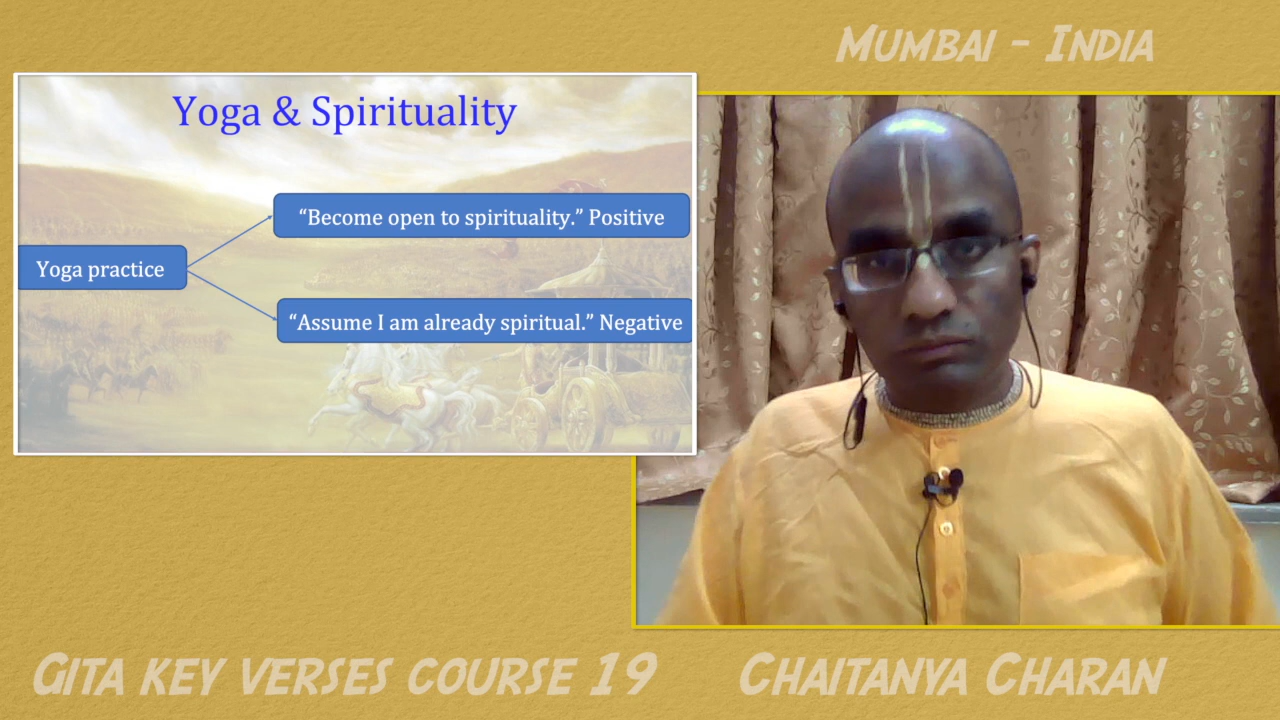 MUMBAI - INDIA
Yoga & Spirituality
“Become open to spirituality.” Positive
Yoga practice
“Assume I am already spiritual.” Negative
GITA KEY VERSES COURSE 19
CHAITANYA CHARAN